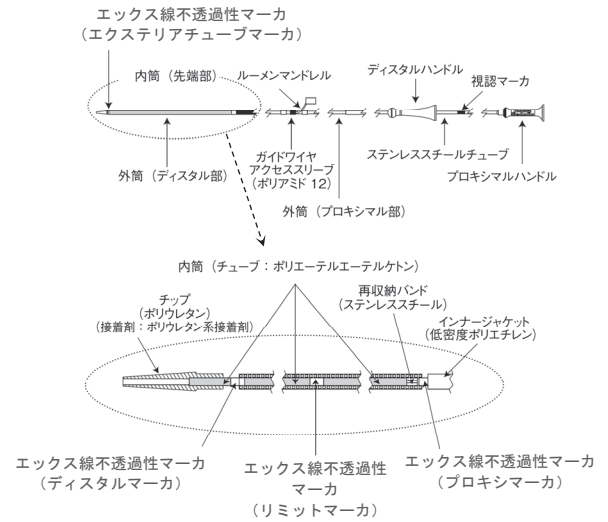 エックス線不透過性マーカ
（エクステリアチューブマーカ）
内筒（先端部）
ルーメンマンドレル
ディスタルハンドル
視認マーカ
外筒（ディスタル部）
ガイドワイヤ
アクセススリーブ
（ポリアミド 12）
外筒（プロキシマル部）
ステンレススチールチューブ
プロキシマルハンドル
内筒（チューブ：ポリエーテルエーテルケトン）
チップ
（ポリウレタン）
（接着剤：ポリウレタン系接着剤）
再収納バンド
（ステンレススチール）
インナージャケット
（低密度ポリエチレン）
エックス線不透過性マーカ
（ディスタルマーカ）
エックス線不透過性
マーカ
（リミットマーカ）
エックス線不透過性マーカ
（プロキシマーカ）